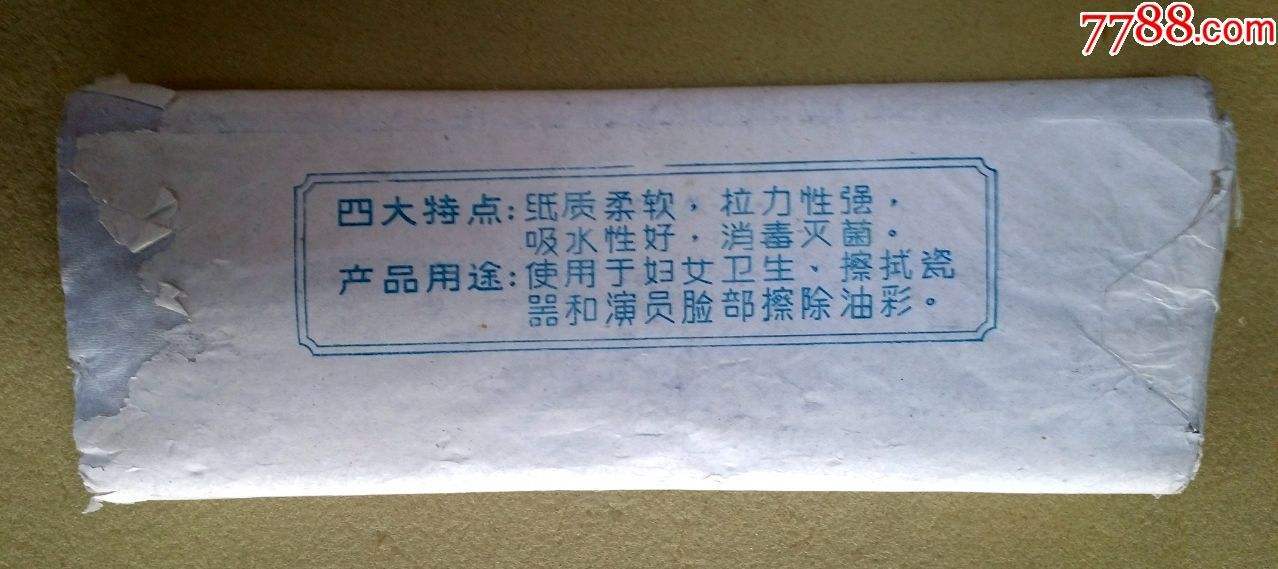 7788.com
四大特点:纸质柔软，拉力性强，
吸水性好，消毒灭菌。
产品用途:使用于妇女卫生、擦拭瓷
器和演员脸部擦除油彩。